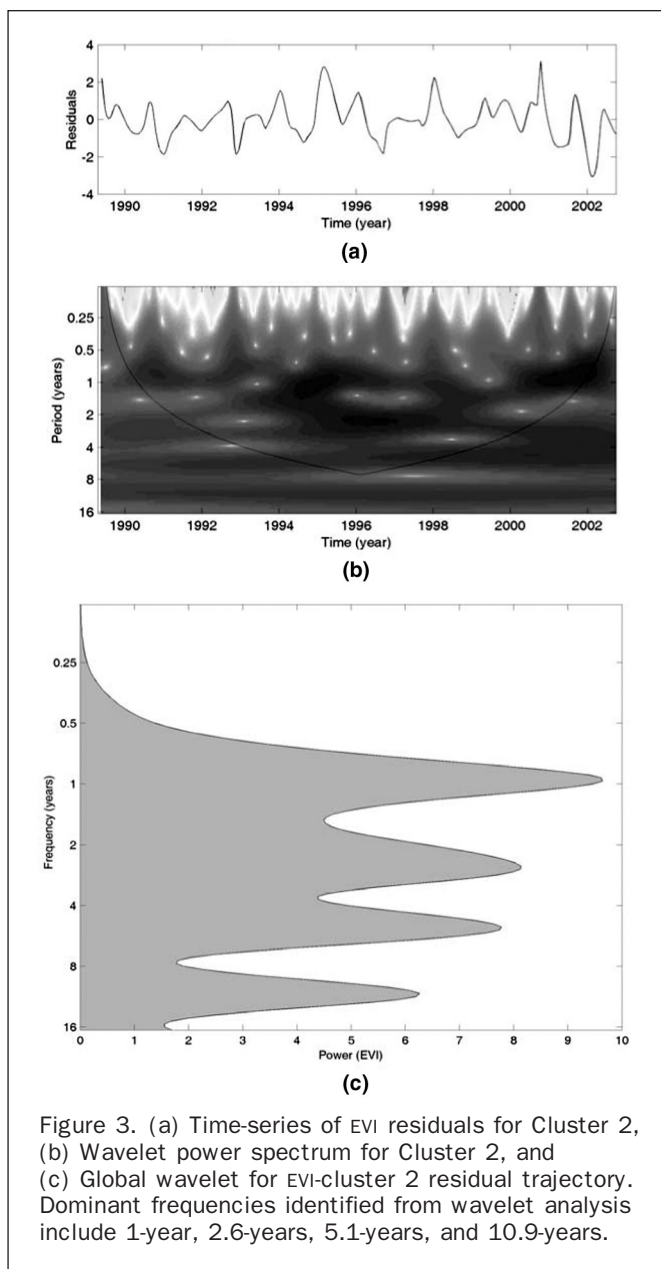 4
2
0
-2
-4
Residuals
1990 1992 1994 1996 1998 2000 2002
Time (year)
(a)
0.25
0.5
1
2
4
8
16
Period (years)
1990 1992 1994 1996 1998 2000 2002
Time (year)
(b)
0.25
0.5
1
2
4
8
16
Frequency (years)
0 1 2 3 4 5 6 7 8 9 10
Power (EVI)
(c)
Figure 3. (a) Time-series of EVI residuals for Cluster 2,
(b) Wavelet power spectrum for Cluster 2, and
(c) Global wavelet for EVI-cluster 2 residual trajectory.
Dominant frequencies identified from wavelet analysis
include 1-year, 2.6-years, 5.1-years, and 10.9-years.